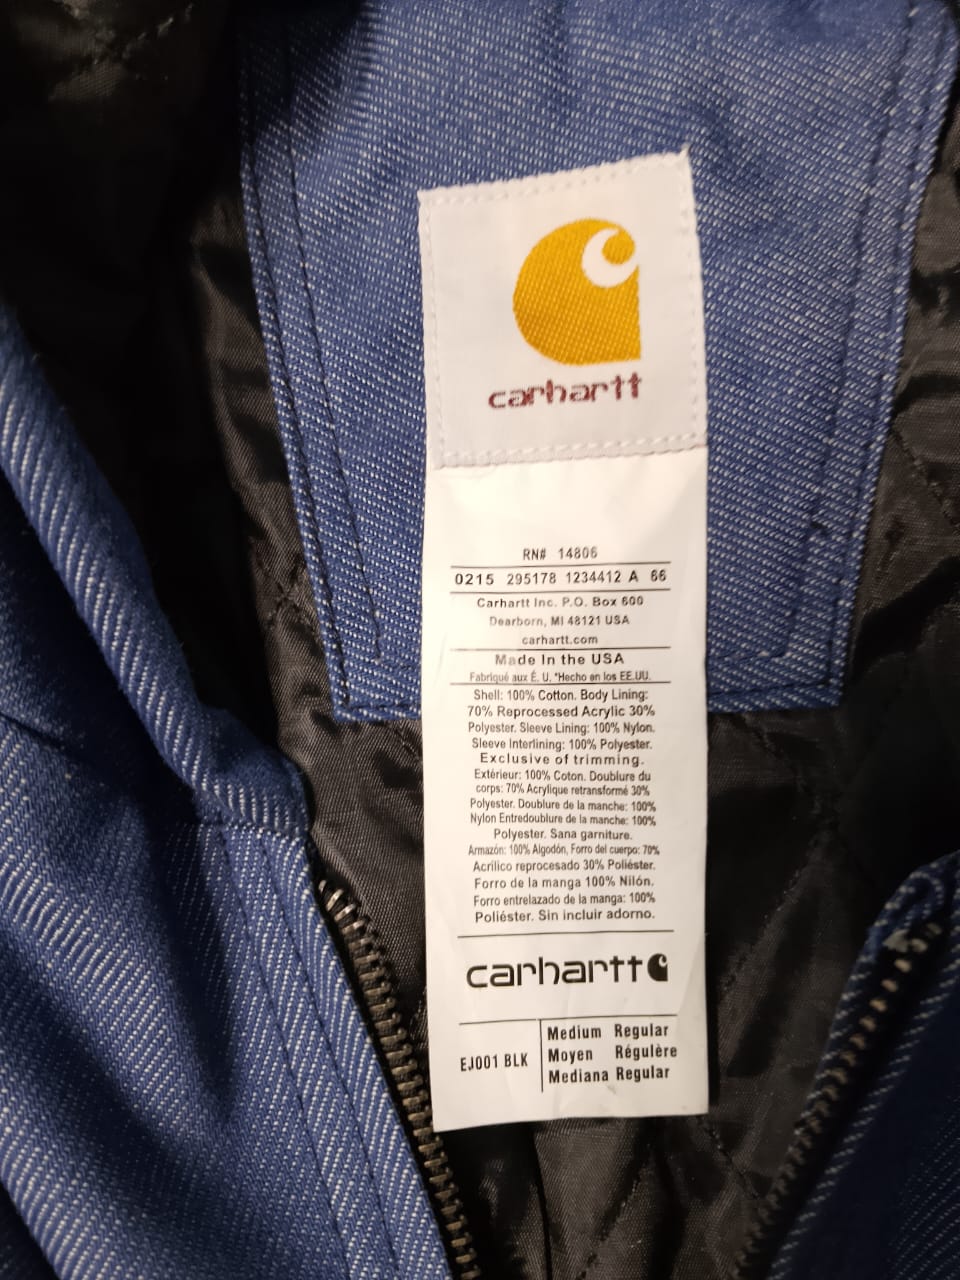 carhartt
RN# 14806
0215 295178 1234412 A 66
Carhartt Inc. P.O. Box 600
Dearborn, MI 48121 USA
carhartt.com
Made In the USA
Fabriqué aux É. U. *Hecho en los EE.UU.
Shell: 100% Cotton. Body Lining:
70% Reprocessed Acrylic 30%
Polyester. Sleeve Lining: 100% Nylon.
Sleeve Interlining: 100% Polyester.
Exclusive of trimming.
Extérieur: 100% Coton. Doublure du
corps: 70% Acrylique retransformé 30%
Polyester. Doublure de la manche: 100%
Nylon Entredoublure de la manche: 100%
Polyester. Sana garniture.
Armazón: 100% Algodón, Forro del cuerpo: 70%
Acrilico reprocesado 30% Poliéster.
Forro de la manga 100% Nilón.
Forro entrelazado de la manga: 100%
Poliéster. Sin incluir adorno.
carhartt
EJ001 BLK
Medium Regular
Moyen Régulère
Mediana Regular